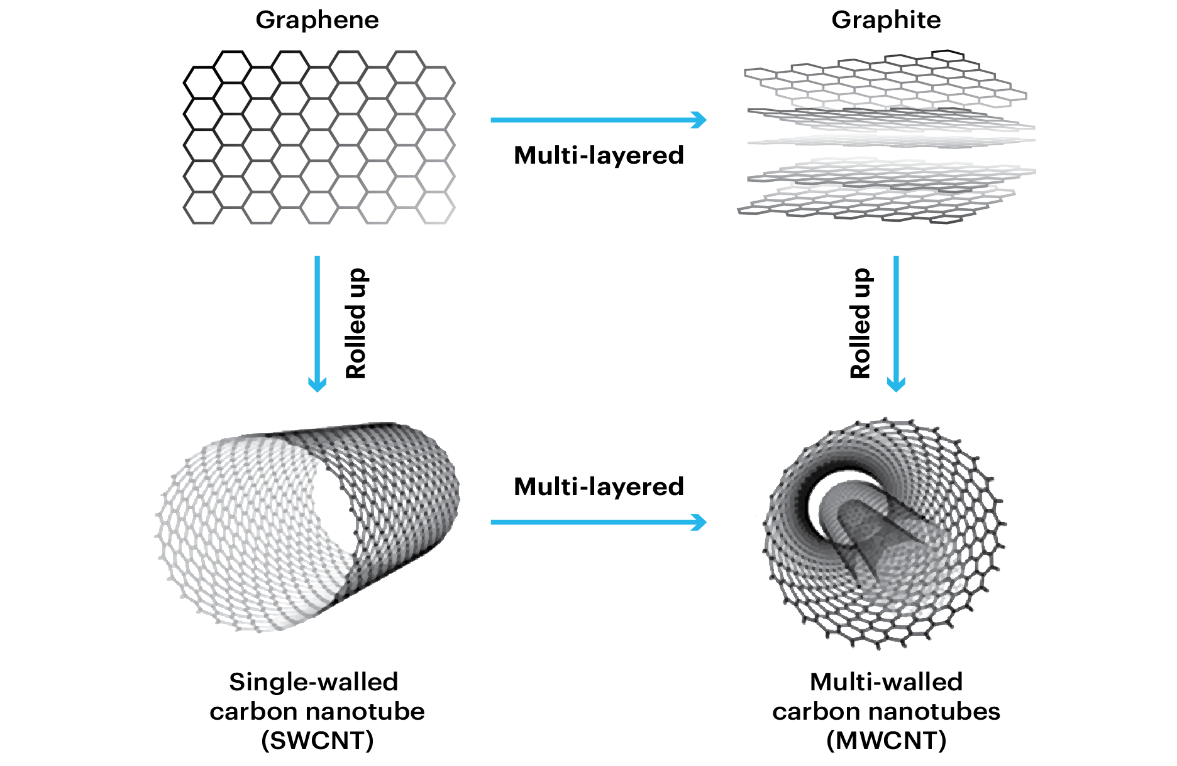 Graphene
Graphite
Multi-layered
Rolled up
Rolled up
Multi-layered
Single-walled
carbon nanotube
(SWCNT)
Multi-walled
carbon nanotubes
(MWCNT)